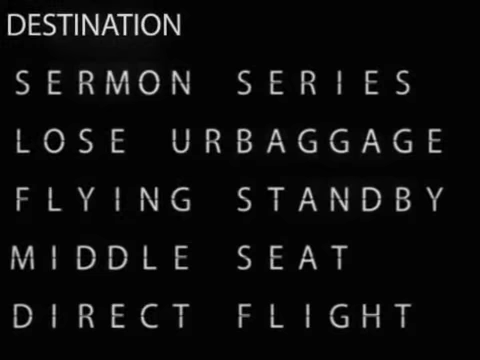 DESTINATION
SERMON SERIES
LOSE URBAGGAGE
FLYING STANDBY
MIDDLE SEAT
DIRECT FLIGHT